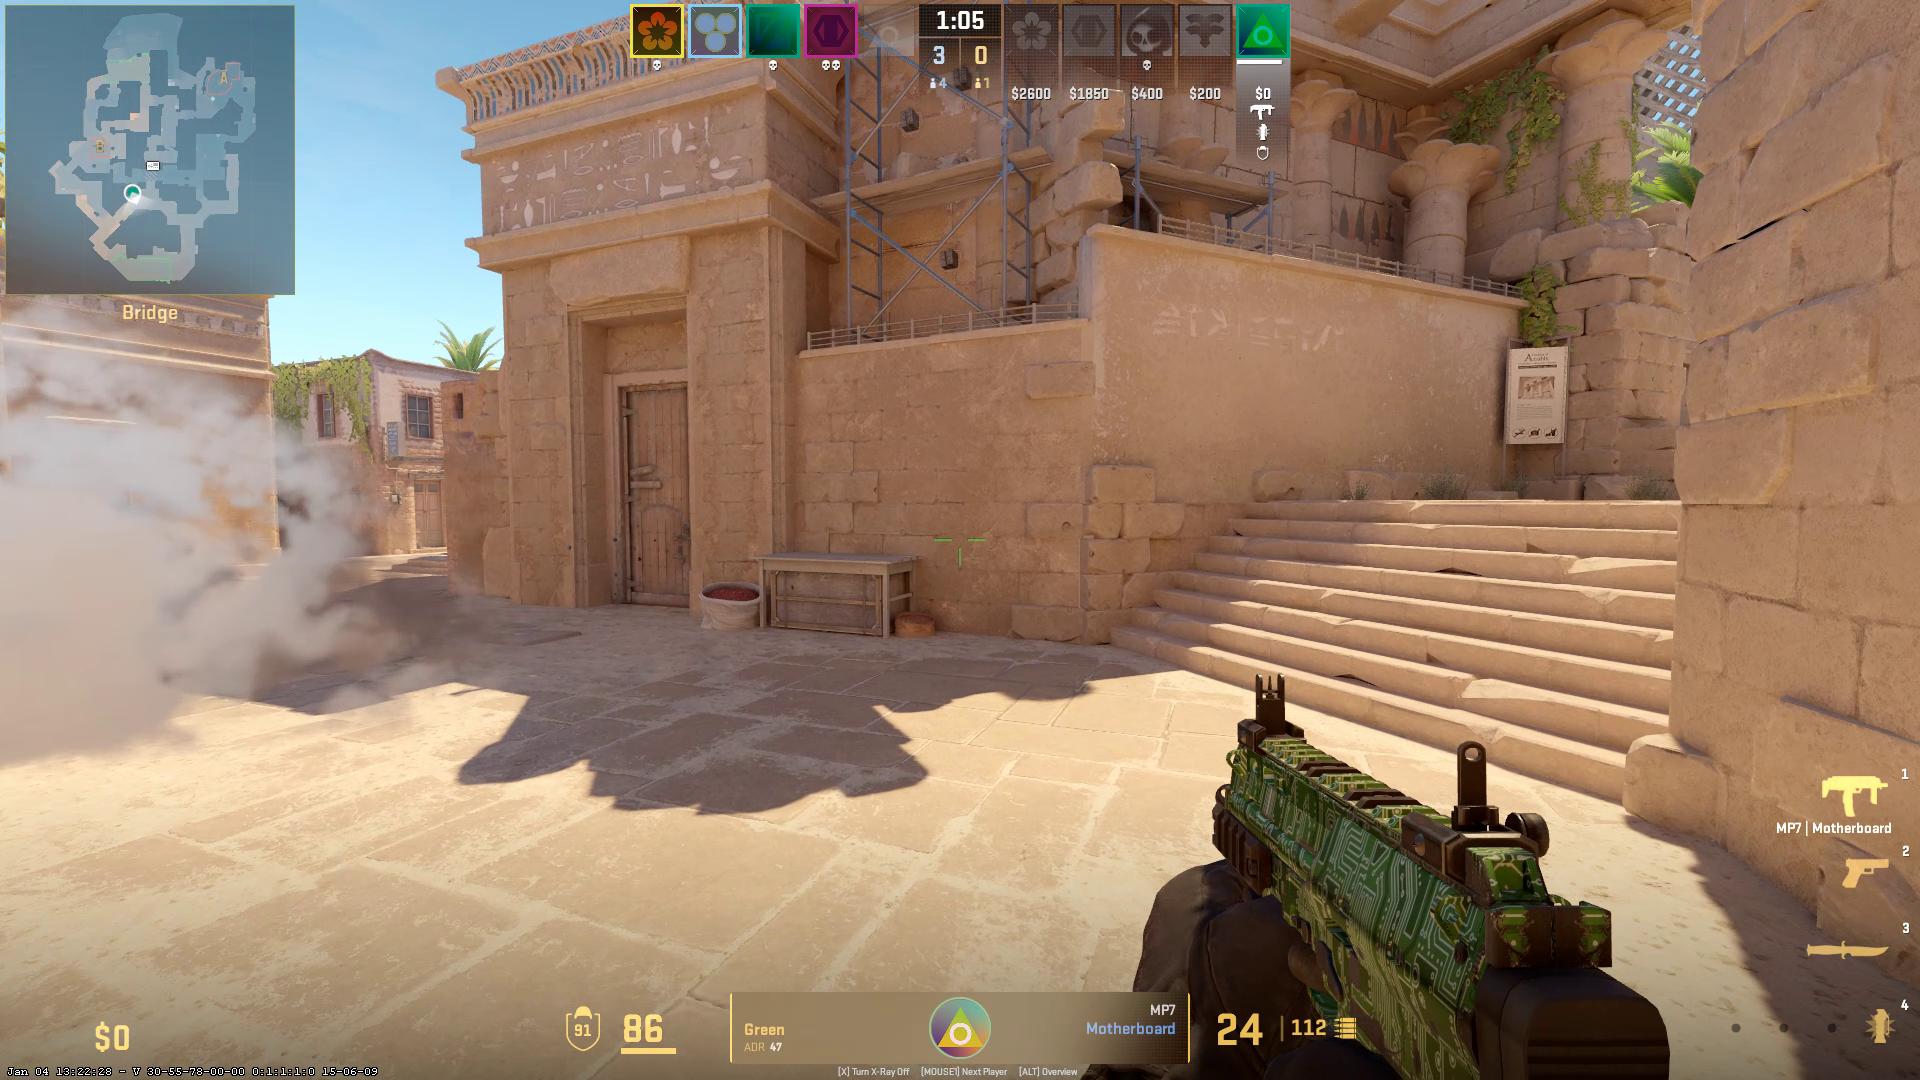 1:05
3 0
4 1
$2600 $1850 $400 $200 $0
A
B
Bridge
1
MP7 | Motherboard
2
3
4
$0
91
86
Green
ADR 47
MP7
Motherboard
24 | 112
[X] Turn X-Ray Off [MOUSE1] Next Player [ALT] Overview
Jan 04 13:22:28 - V 30-55-78-00-00 0:1:1:1:0 15-06-09